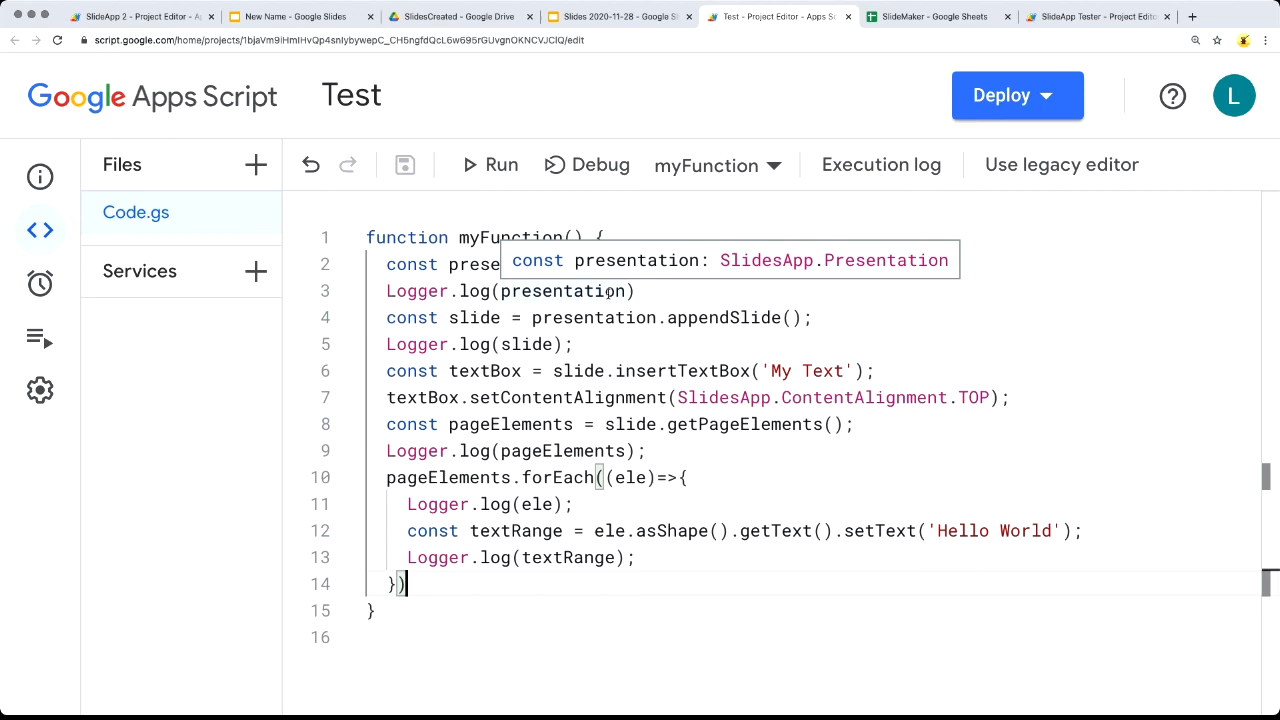 SlideApp 2 - Project Editor - Ap
New Name - Google Slides
SlidesCreated - Google Drive
Slides 2020-11-28 - Google Sl
Test - Project Editor - Apps Sc
SlideMaker - Google Sheets
SlideApp Tester - Project Edito
Google Apps Script
Test
Deploy
L
Files
Run
Debug
myFunction
Execution log
Use legacy editor
Code.gs
Services
1 function myFunction() {
2 const prese
const presentation: SlidesApp.Presentation
3 Logger.log(presentation)
4 const slide = presentation.appendSlide();
5 Logger.log(slide);
6 const textBox = slide.insertTextBox('My Text');
7 textBox.setContentAlignment(SlidesApp.ContentAlignment.TOP);
8 const pageElements = slide.getPageElements();
9 Logger.log(pageElements);
10 pageElements.forEach((ele)=>{
11 Logger.log(ele);
12 const textRange = ele.asShape().getText().setText('Hello World');
13 Logger.log(textRange);
14 })
15 }
16